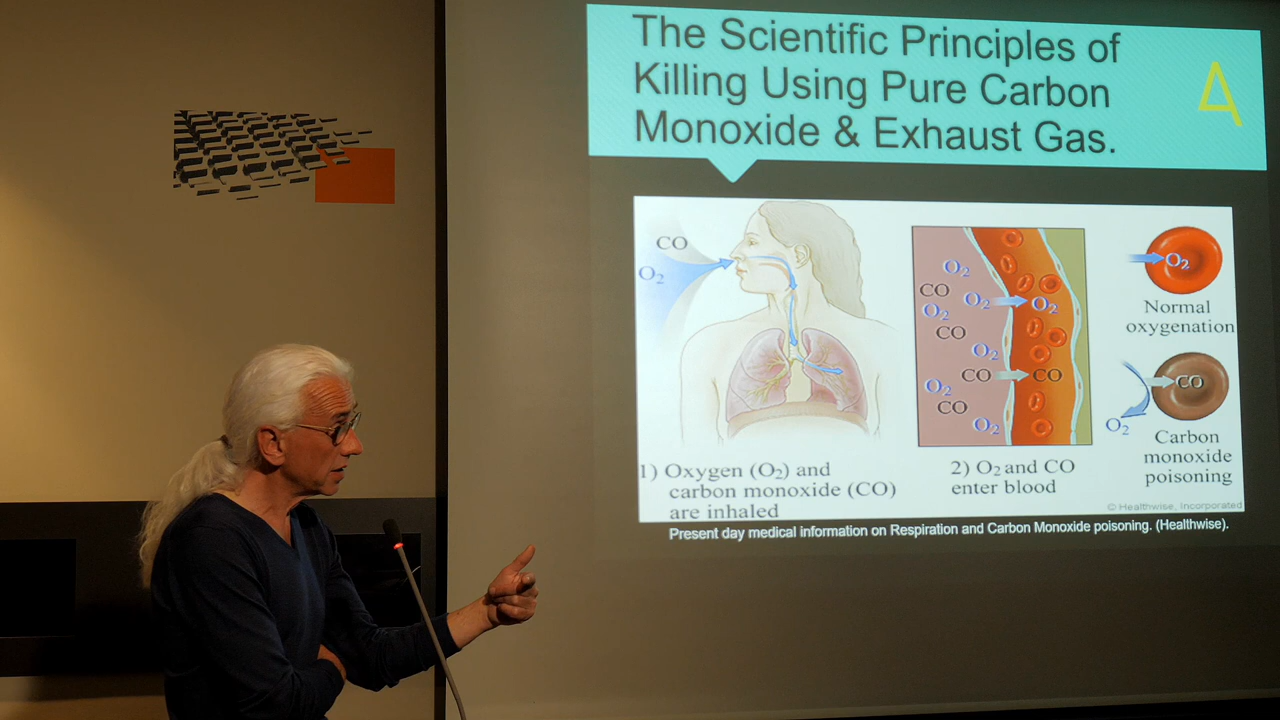 The Scientific Principles of
Killing Using Pure Carbon
Monoxide & Exhaust Gas.
CO
O₂
1) Oxygen (O₂) and
carbon monoxide (CO)
are inhaled
O₂
CO
O₂ O₂ O₂
O₂
CO
O₂
CO CO
O₂
CO
O₂
2) O₂ and CO
enter blood
O₂
Normal
oxygenation
CO
O₂
Carbon
monoxide
poisoning
© Healthwise, Incorporated
Present day medical information on Respiration and Carbon Monoxide poisoning. (Healthwise).